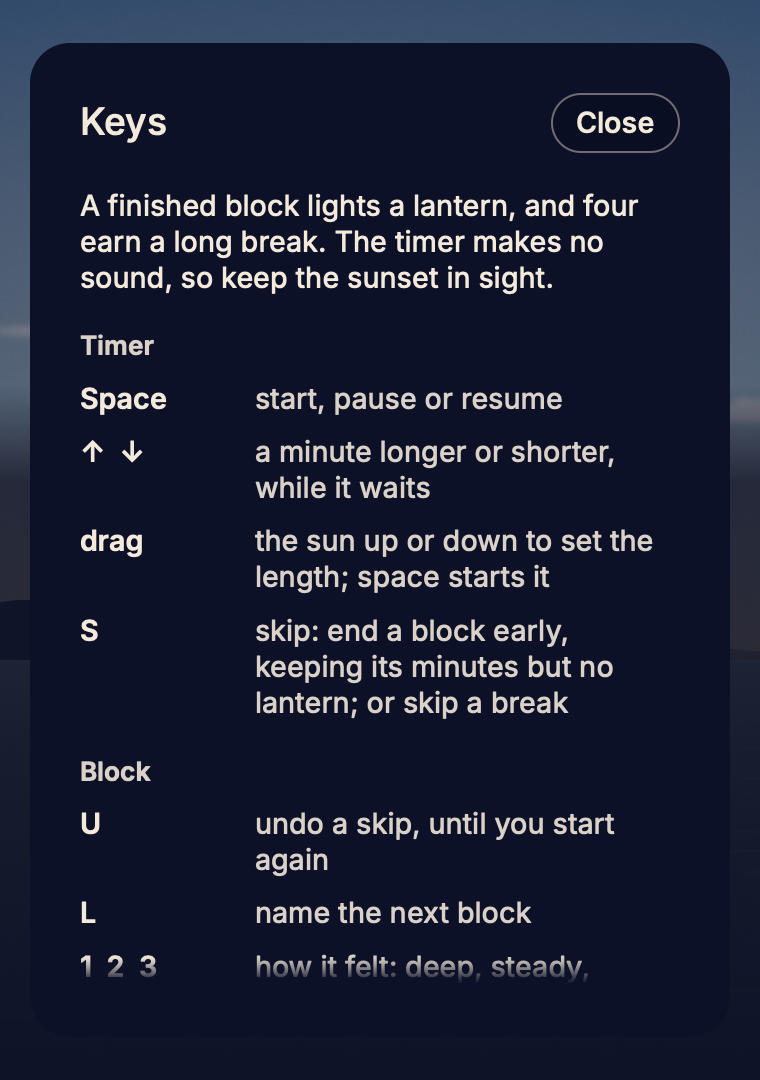 Keys
Close
A finished block lights a lantern, and four
earn a long break. The timer makes no
sound, so keep the sunset in sight.
Timer
Space start, pause or resume
↑ ↓ a minute longer or shorter,
while it waits
drag the sun up or down to set the
length; space starts it
S skip: end a block early,
keeping its minutes but no
lantern; or skip a break
Block
U undo a skip, until you start
again
L name the next block
1 2 3 how it felt: deep, steady,